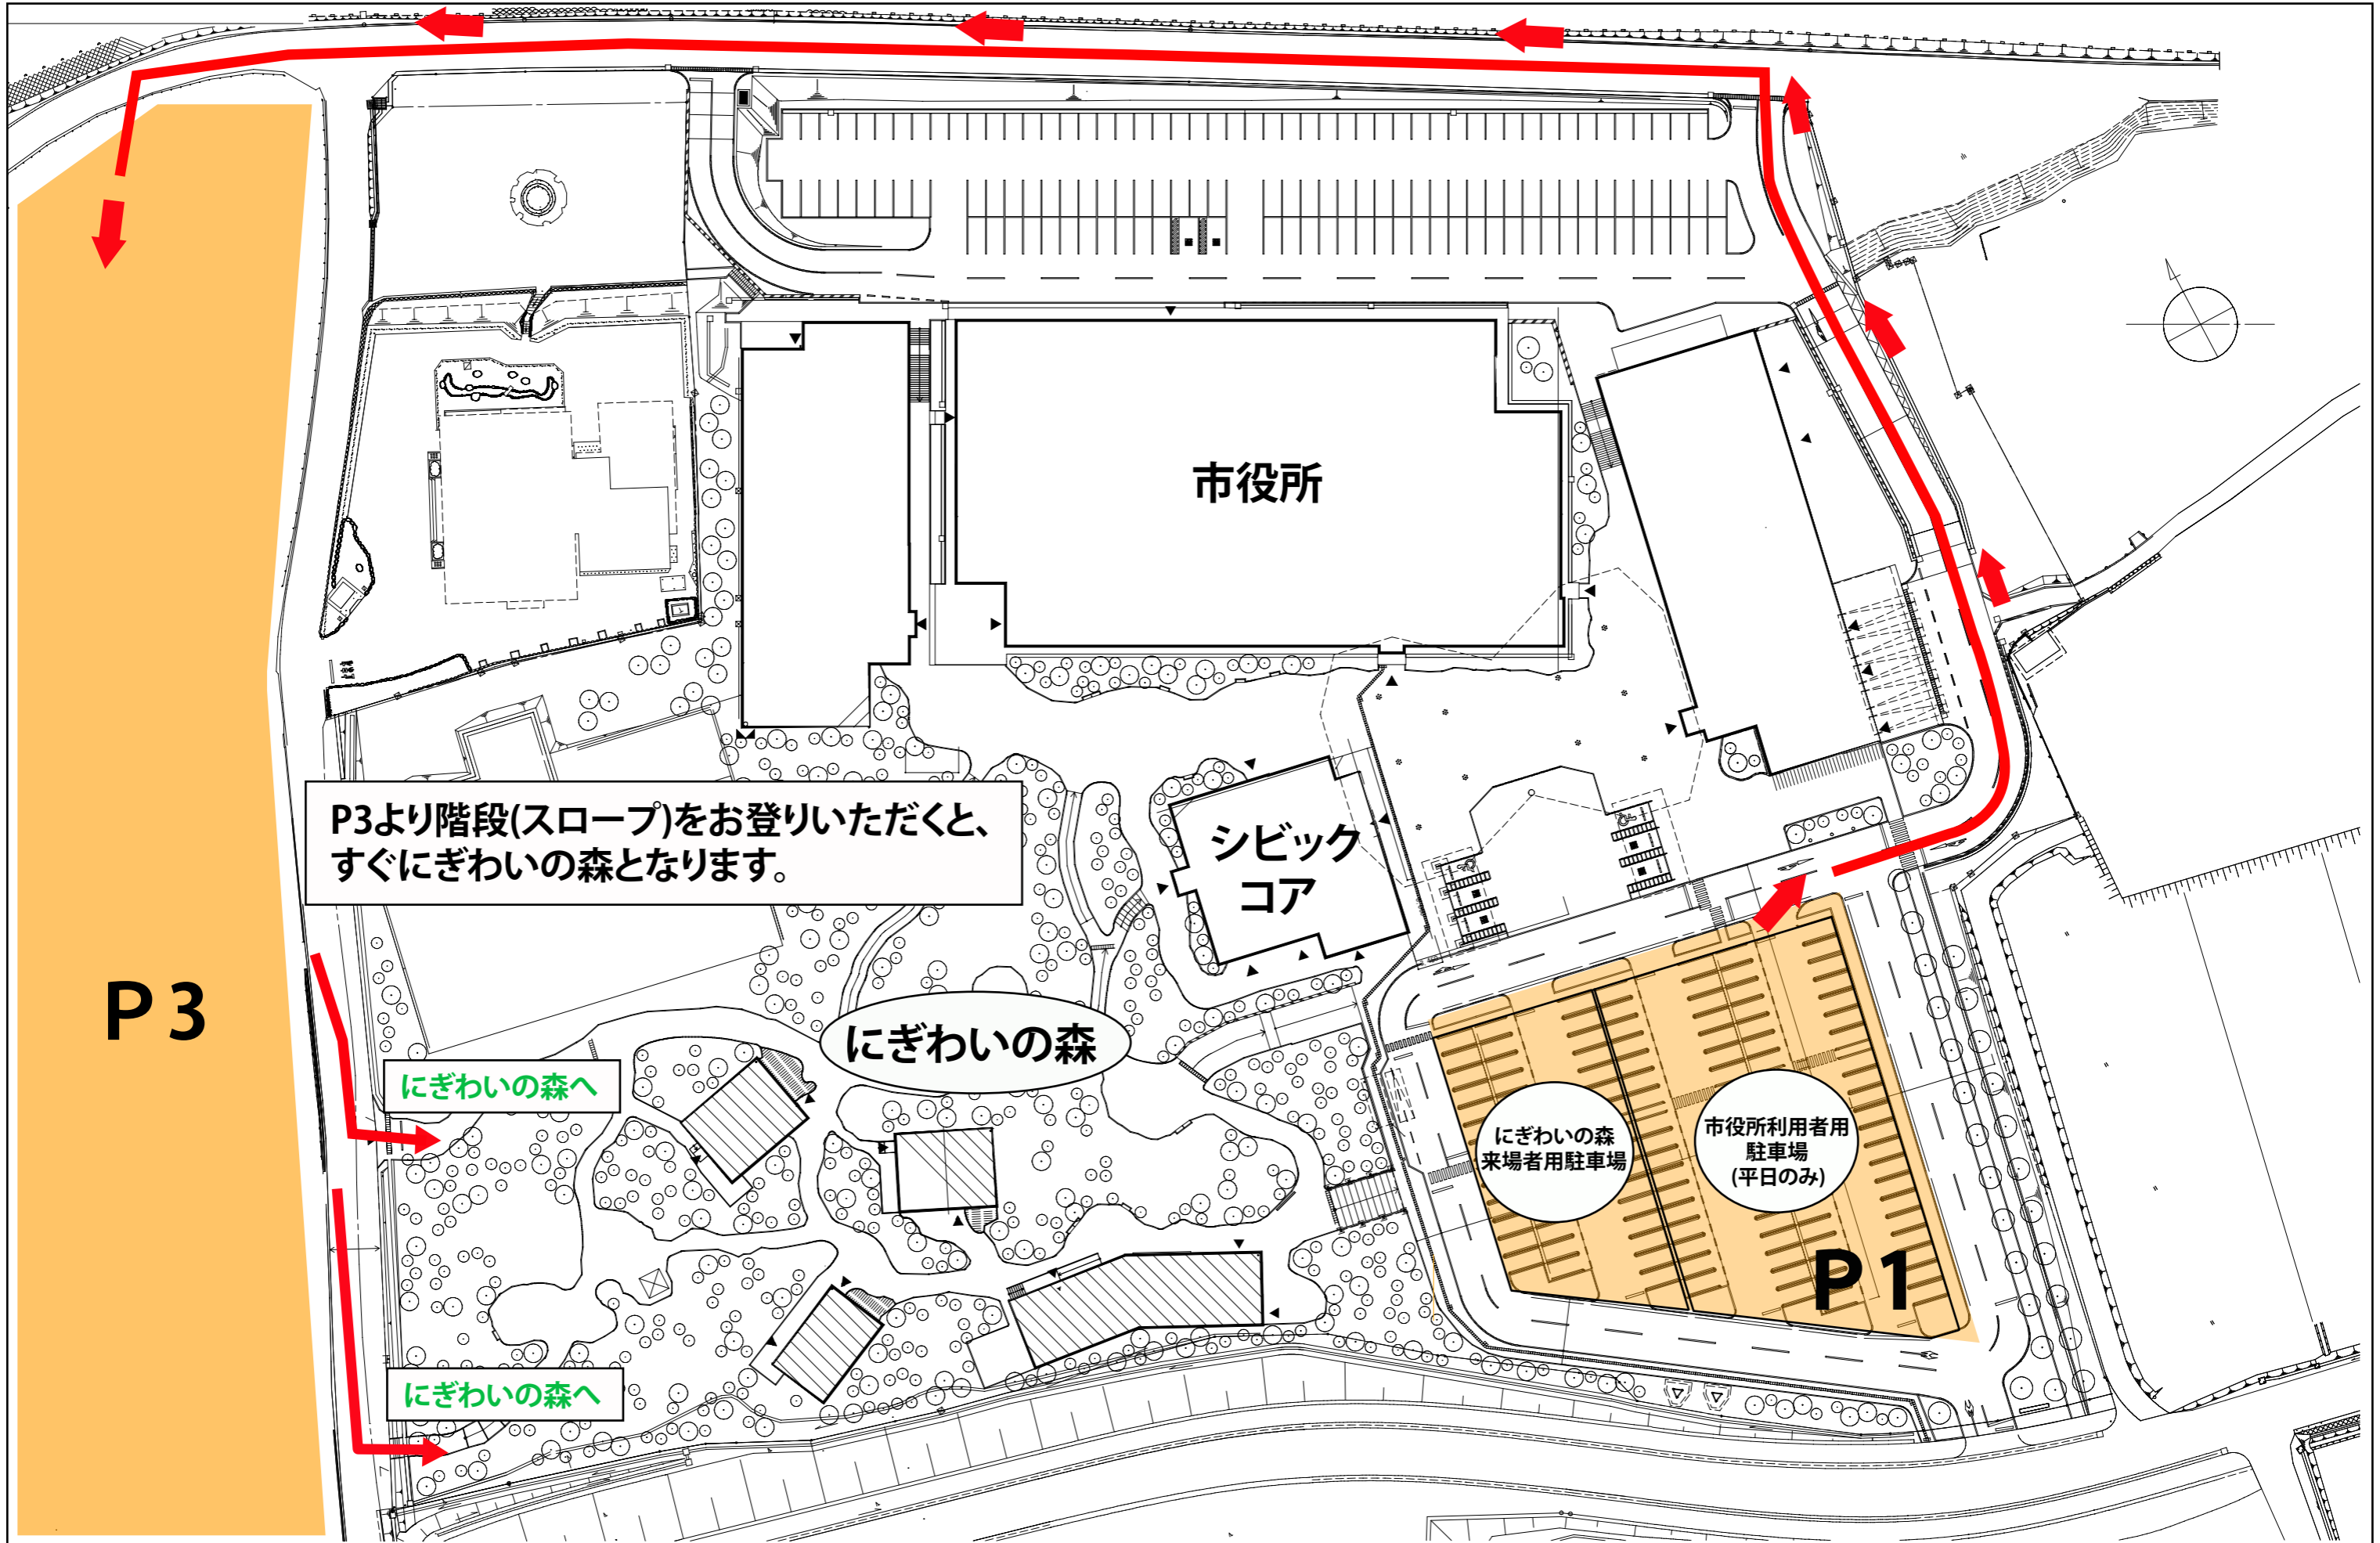 市役所
P3より階段(スロープ)をお登りいただくと、
すぐにぎわいの森となります。
シビック
コア
P3
にぎわいの森
にぎわいの森へ
にぎわいの森
来場者用駐車場
市役所利用者用
駐車場
(平日のみ)
P1
にぎわいの森へ